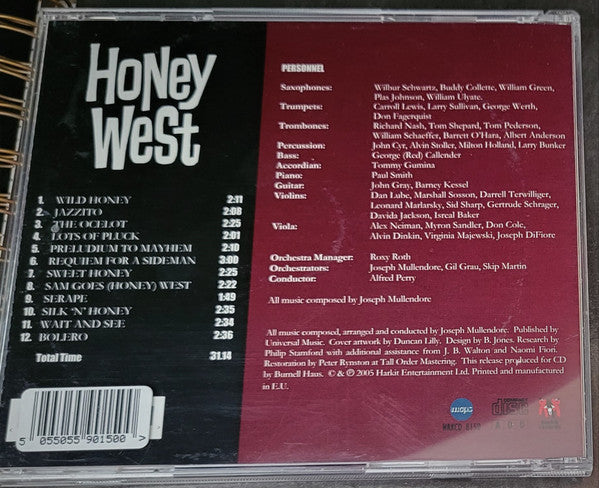 HoNey
West
1. WILD HONEY 2:11
2. JAZZITO 2:08
3. THE OCELOT 2:25
4. LOTS OF PLUCK 2:01
5. PRELUDIUM TO MAYHEM 2:10
6. REQUIEM FOR A SIDEMAN 3:00
7. SWEET HONEY 2:25
8. SAM GOES (HONEY) WEST 2:22
9. SERAPE 1:49
10. SILK 'N' HONEY 2:35
11. WAIT AND SEE 2:34
12. BOLERO 2:36
Total Time 31.14
5 055055 901500 >
PERSONNEL
Saxophones: Wilbur Schwartz, Buddy Collette, William Green,
Plas Johnson, William Ulyate.
Trumpets: Carroll Lewis, Larry Sullivan, George Werth,
Don Fagerquist
Trombones: Richard Nash, Tom Shepard, Tom Pederson,
William Schaeffer, Barrett O'Hara, Albert Anderson
Percussion: John Cyr, Alvin Stoller, Milton Holland, Larry Bunker
Bass: George (Red) Callender
Accordian: Tommy Gumina
Piano: Paul Smith
Guitar: John Gray, Barney Kessel
Violins: Dan Lube, Marshall Sosson, Darrell Terwilliger,
Leonard Marlarsky, Sid Sharp, Gertrude Schrager,
Davida Jackson, Isreal Baker
Viola: Alex Neiman, Myron Sandler, Don Cole,
Alvin Dinkin, Virginia Majewski, Joseph DiFiore
Orchestra Manager: Roxy Roth
Orchestrators: Joseph Mullendore, Gil Grau, Skip Martin
Conductor: Alfred Perry
All music composed by Joseph Mullendore
All music composed, arranged and conducted by Joseph Mullendore. Published by
Universal Music. Cover artwork by Duncan Lilly. Design by B. Jones. Research by
Philip Stamford with additional assistance from J. B. Walton and Naomi Fiori.
Restoration by Peter Rynston at Tall Order Mastering. This release produced for CD
by Burnell Haus. © & ℗ 2005 Harkit Entertainment Ltd. Printed and manufactured
in E.U.
mcps
COMPACT
disc